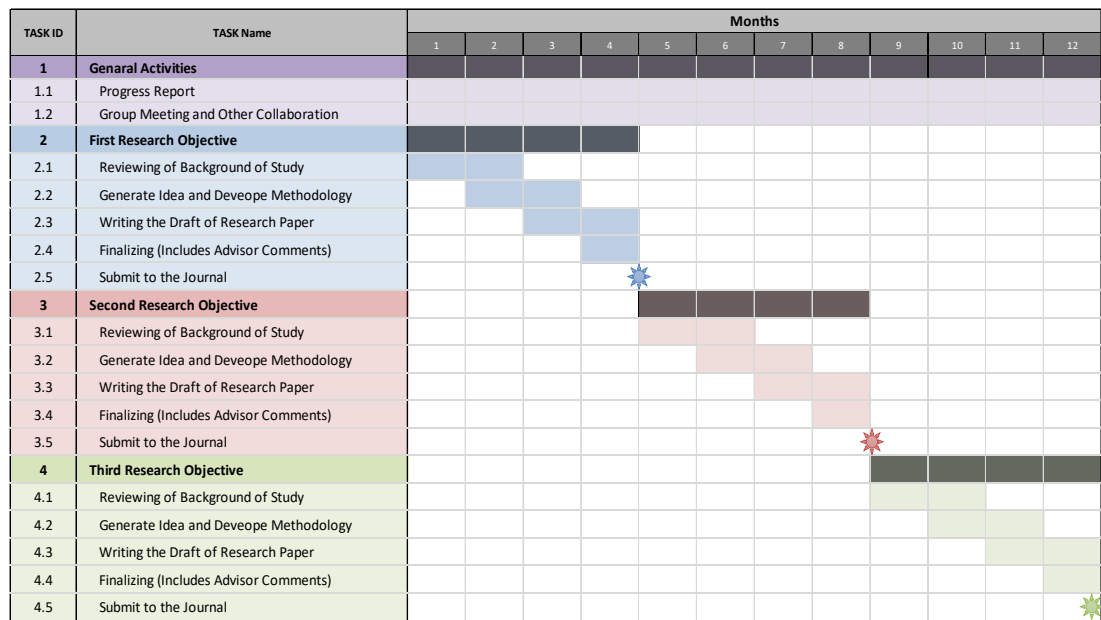 TASK ID TASK Name Months
1 2 3 4 5 6 7 8 9 10 11 12
1 Genaral Activities
1.1 Progress Report
1.2 Group Meeting and Other Collaboration
2 First Research Objective
2.1 Reviewing of Background of Study
2.2 Generate Idea and Deveope Methodology
2.3 Writing the Draft of Research Paper
2.4 Finalizing (Includes Advisor Comments)
2.5 Submit to the Journal
3 Second Research Objective
3.1 Reviewing of Background of Study
3.2 Generate Idea and Deveope Methodology
3.3 Writing the Draft of Research Paper
3.4 Finalizing (Includes Advisor Comments)
3.5 Submit to the Journal
4 Third Research Objective
4.1 Reviewing of Background of Study
4.2 Generate Idea and Deveope Methodology
4.3 Writing the Draft of Research Paper
4.4 Finalizing (Includes Advisor Comments)
4.5 Submit to the Journal